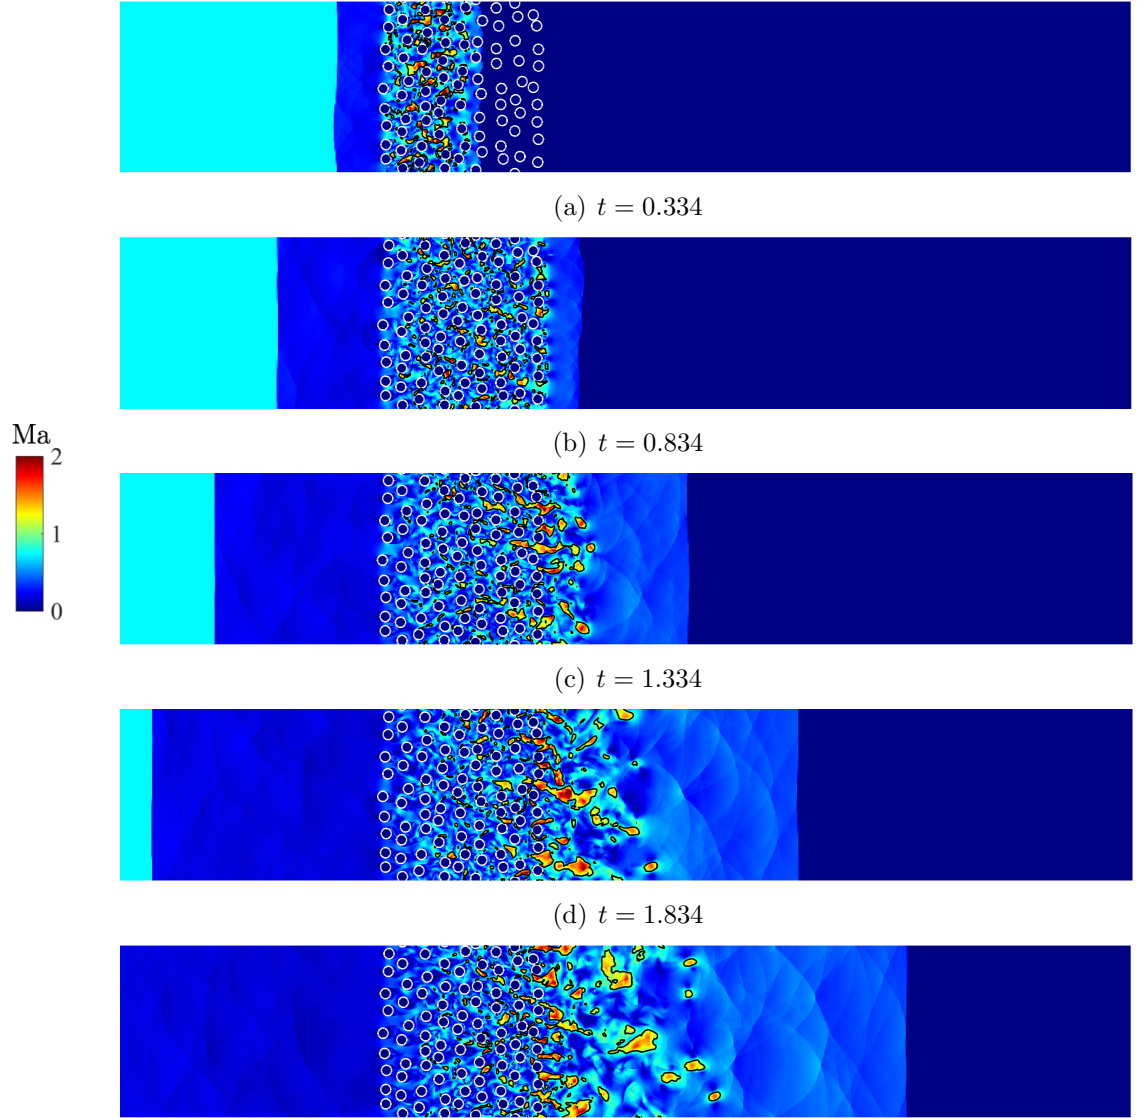 (a) t = 0.334
(b) t = 0.834
Ma
2
1
0
(c) t = 1.334
(d) t = 1.834